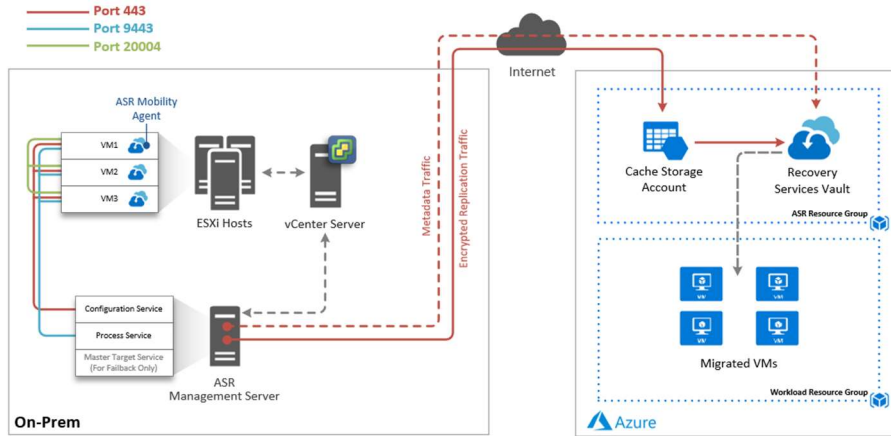 Port 443
Port 9443
Port 20004
Internet
ASR Mobility
Agent
VM1
VM2
VM3
ESXi Hosts
vCenter Server
Metadata Traffic
Encrypted Replication Traffic
Configuration Service
Process Service
Master Target Service
(For Failback Only)
ASR
Management Server
On-Prem
Cache Storage
Account
Recovery
Services Vault
ASR Resource Group
VM
VM
VM
VM
Migrated VMs
Workload Resource Group
Azure